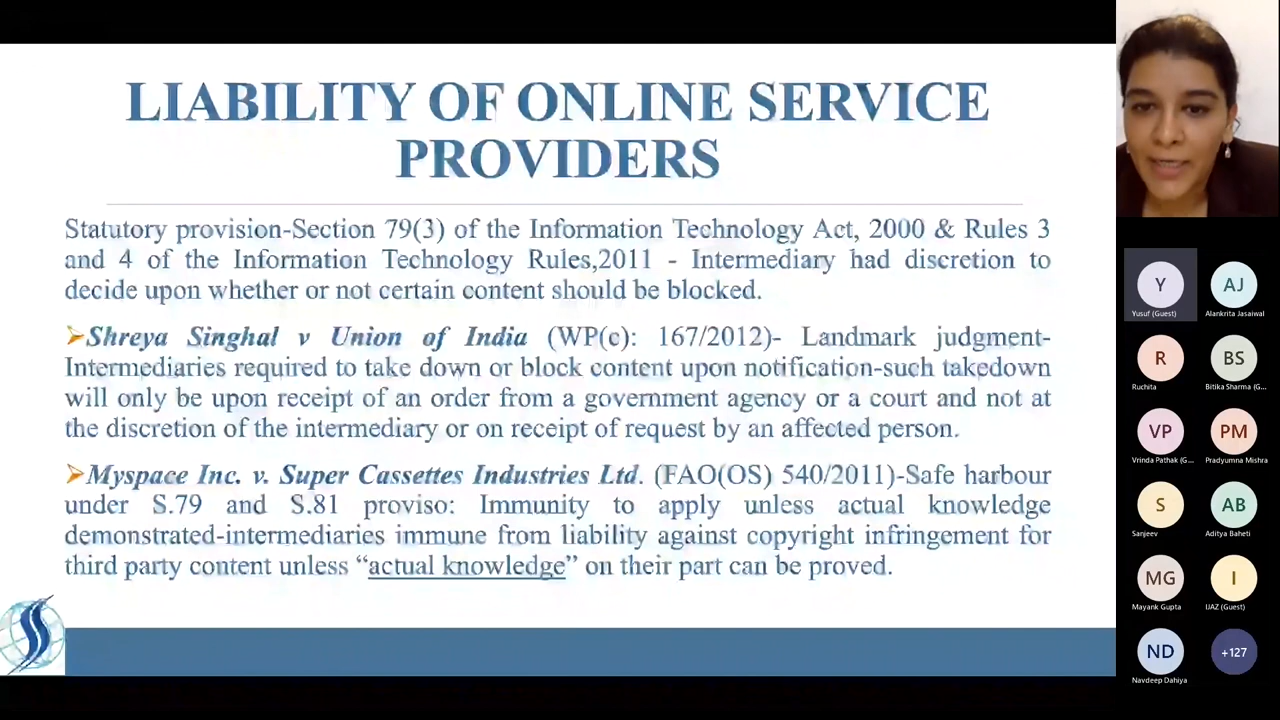 LIABILITY OF ONLINE SERVICE
PROVIDERS
Statutory provision-Section 79(3) of the Information Technology Act, 2000 & Rules 3
and 4 of the Information Technology Rules,2011 - Intermediary had discretion to
decide upon whether or not certain content should be blocked.
➢Shreya Singhal v Union of India (WP(c): 167/2012)- Landmark judgment-
Intermediaries required to take down or block content upon notification-such takedown
will only be upon receipt of an order from a government agency or a court and not at
the discretion of the intermediary or on receipt of request by an affected person.
➢Myspace Inc. v. Super Cassettes Industries Ltd. (FAO(OS) 540/2011)-Safe harbour
under S.79 and S.81 proviso: Immunity to apply unless actual knowledge
demonstrated-intermediaries immune from liability against copyright infringement for
third party content unless “actual knowledge” on their part can be proved.
Y
Yusuf (Guest)
AJ
Alankrita Jasaiwal
R
Ruchita
BS
Bitika Sharma (G...
VP
Vrinda Pathak (G...
PM
Pradyumna Mishra
S
Sanjeev
AB
Aditya Baheti
MG
Mayank Gupta
I
IJAZ (Guest)
ND
Navdeep Dahiya
+127